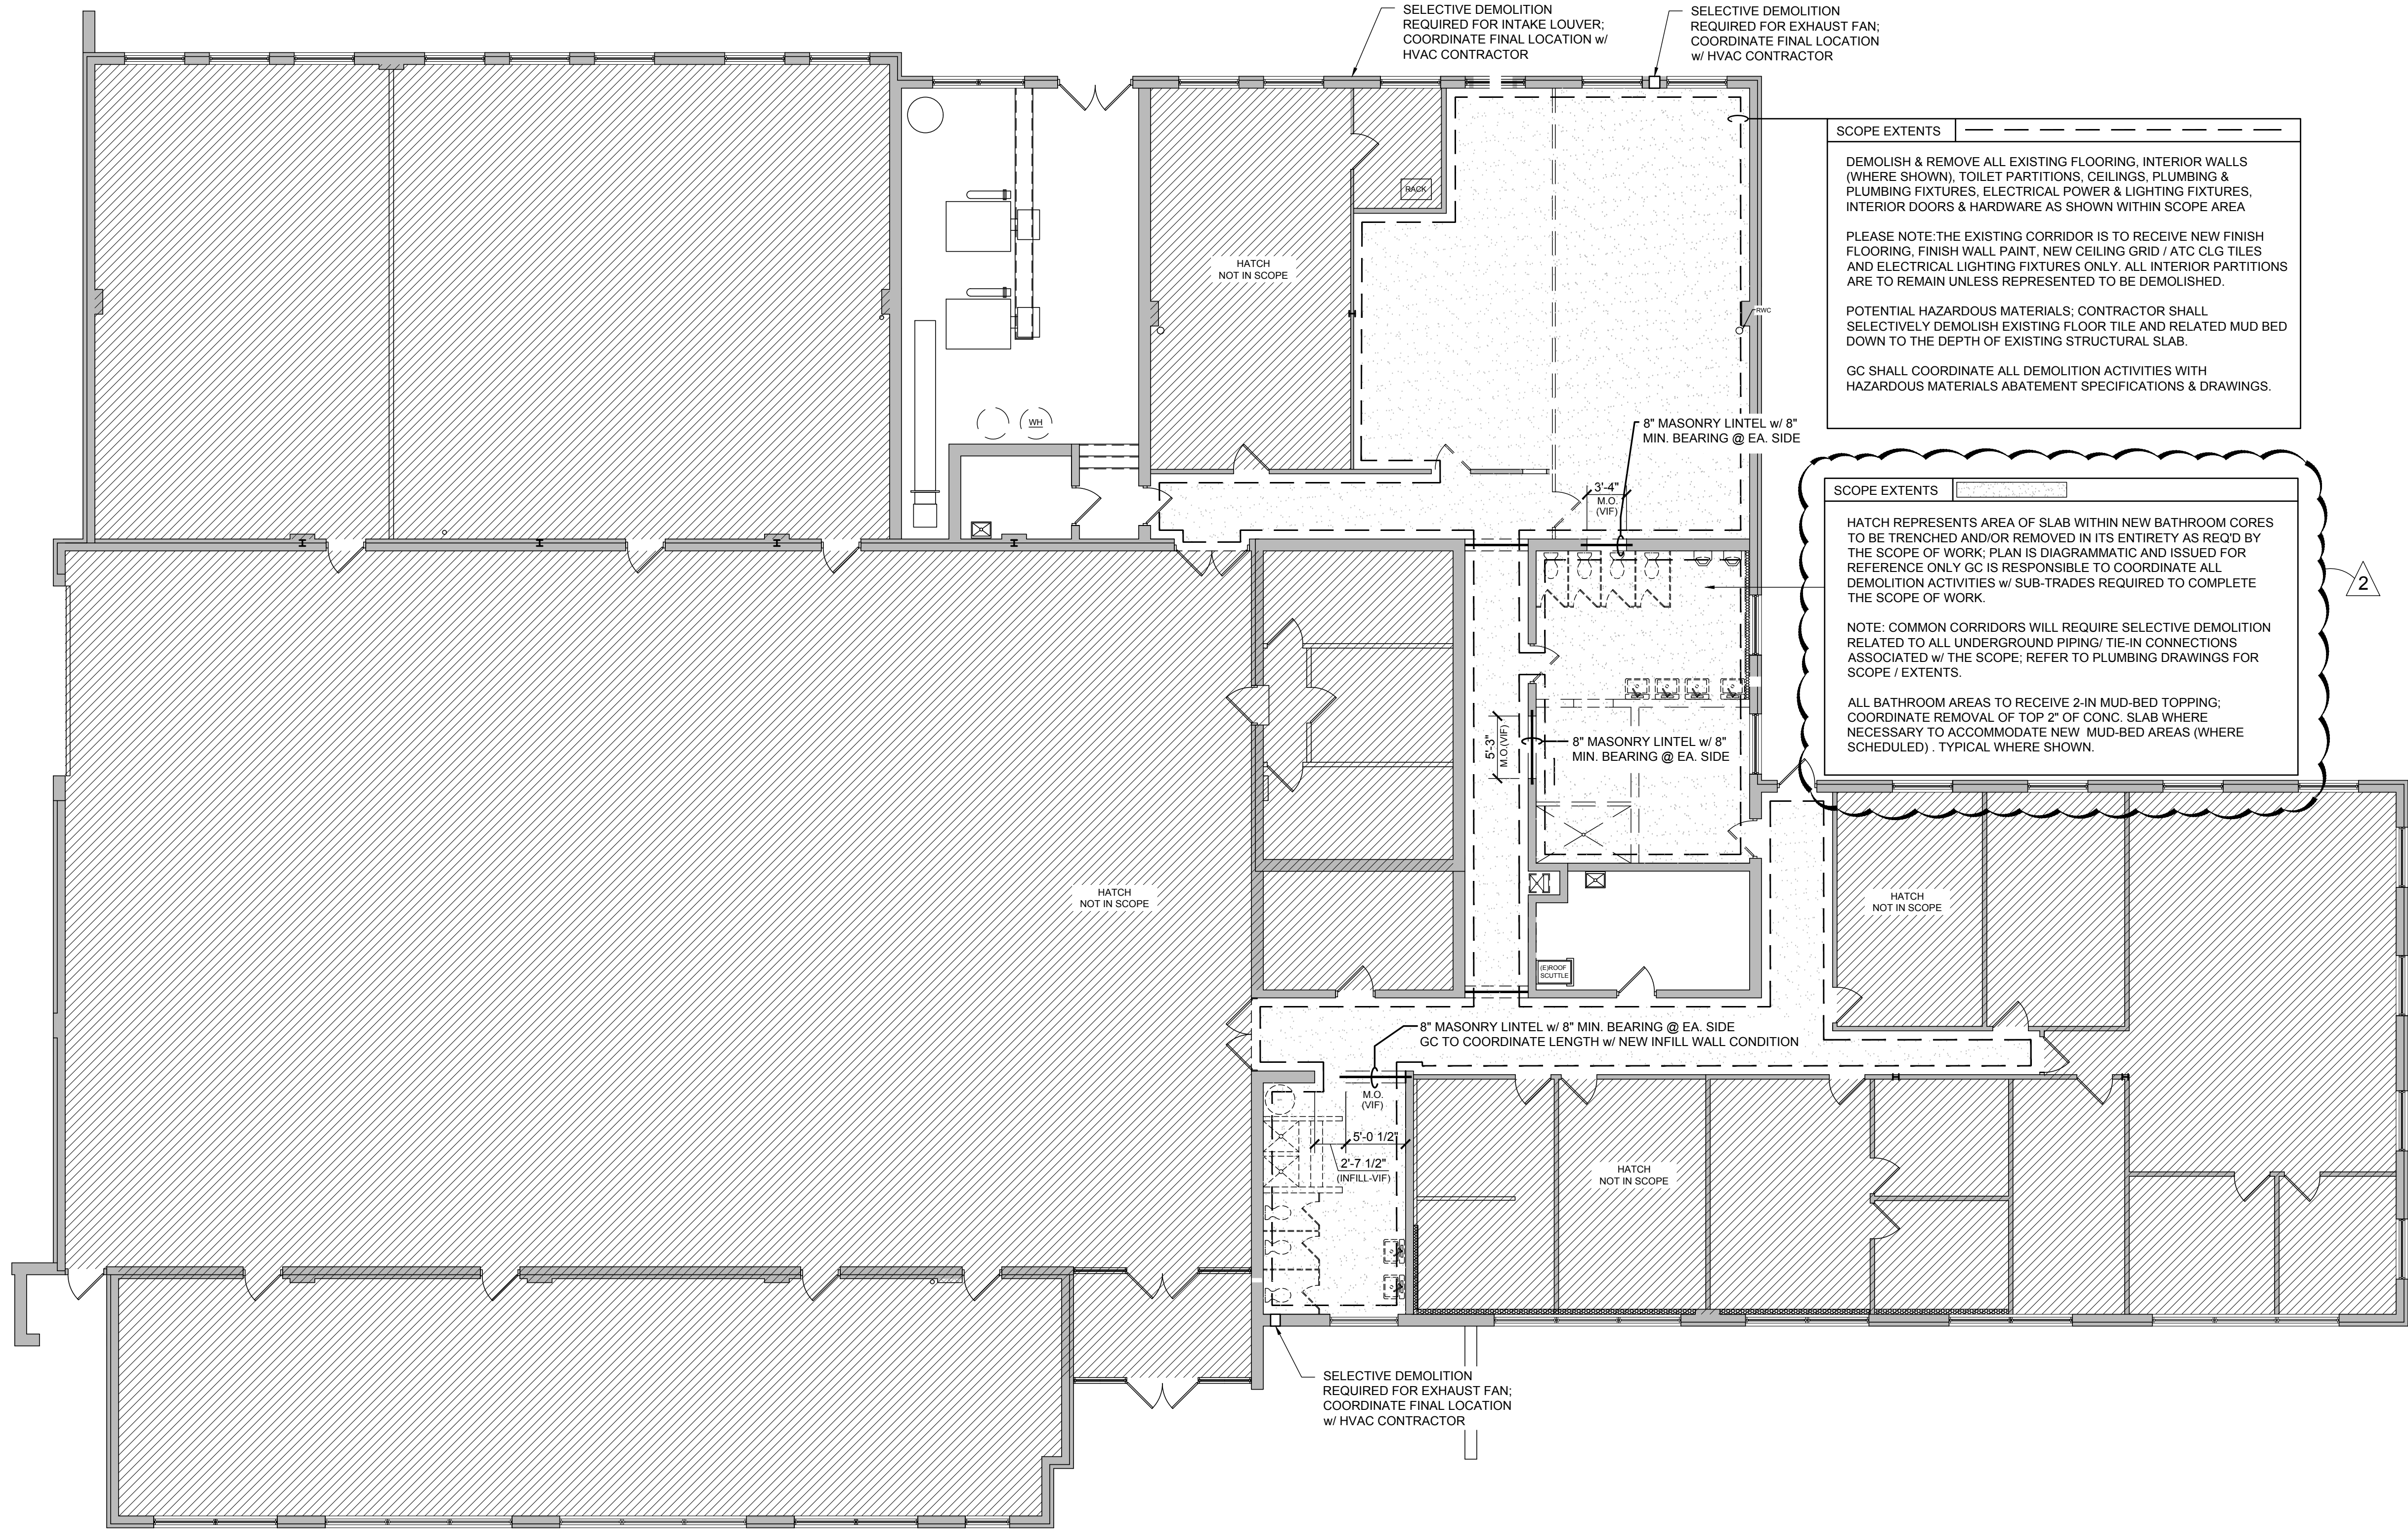 SELECTIVE DEMOLITION
REQUIRED FOR INTAKE LOUVER;
COORDINATE FINAL LOCATION w/
HVAC CONTRACTOR
SELECTIVE DEMOLITION
REQUIRED FOR EXHAUST FAN;
COORDINATE FINAL LOCATION
w/ HVAC CONTRACTOR
SCOPE EXTENTS
DEMOLISH & REMOVE ALL EXISTING FLOORING, INTERIOR WALLS
(WHERE SHOWN), TOILET PARTITIONS, CEILINGS, PLUMBING &
PLUMBING FIXTURES, ELECTRICAL POWER & LIGHTING FIXTURES,
INTERIOR DOORS & HARDWARE AS SHOWN WITHIN SCOPE AREA
PLEASE NOTE:THE EXISTING CORRIDOR IS TO RECEIVE NEW FINISH
FLOORING, FINISH WALL PAINT, NEW CEILING GRID / ATC CLG TILES
AND ELECTRICAL LIGHTING FIXTURES ONLY. ALL INTERIOR PARTITIONS
ARE TO REMAIN UNLESS REPRESENTED TO BE DEMOLISHED.
POTENTIAL HAZARDOUS MATERIALS; CONTRACTOR SHALL
SELECTIVELY DEMOLISH EXISTING FLOOR TILE AND RELATED MUD BED
DOWN TO THE DEPTH OF EXISTING STRUCTURAL SLAB.
GC SHALL COORDINATE ALL DEMOLITION ACTIVITIES WITH
HAZARDOUS MATERIALS ABATEMENT SPECIFICATIONS & DRAWINGS.
RACK
HATCH
NOT IN SCOPE
RWC
WH
8" MASONRY LINTEL w/ 8"
MIN. BEARING @ EA. SIDE
3'-4"
M.O.
(VIF)
SCOPE EXTENTS
HATCH REPRESENTS AREA OF SLAB WITHIN NEW BATHROOM CORES
TO BE TRENCHED AND/OR REMOVED IN ITS ENTIRETY AS REQ'D BY
THE SCOPE OF WORK; PLAN IS DIAGRAMMATIC AND ISSUED FOR
REFERENCE ONLY GC IS RESPONSIBLE TO COORDINATE ALL
DEMOLITION ACTIVITIES w/ SUB-TRADES REQUIRED TO COMPLETE
THE SCOPE OF WORK.
NOTE: COMMON CORRIDORS WILL REQUIRE SELECTIVE DEMOLITION
RELATED TO ALL UNDERGROUND PIPING/ TIE-IN CONNECTIONS
ASSOCIATED w/ THE SCOPE; REFER TO PLUMBING DRAWINGS FOR
SCOPE / EXTENTS.
ALL BATHROOM AREAS TO RECEIVE 2-IN MUD-BED TOPPING;
COORDINATE REMOVAL OF TOP 2" OF CONC. SLAB WHERE
NECESSARY TO ACCOMMODATE NEW MUD-BED AREAS (WHERE
SCHEDULED) . TYPICAL WHERE SHOWN.
2
5'-3"
M.O.(VIF)
8" MASONRY LINTEL w/ 8"
MIN. BEARING @ EA. SIDE
HATCH
NOT IN SCOPE
HATCH
NOT IN SCOPE
(E)ROOF
SCUTTLE
8" MASONRY LINTEL w/ 8" MIN. BEARING @ EA. SIDE
GC TO COORDINATE LENGTH w/ NEW INFILL WALL CONDITION
M.O.
(VIF)
5'-0 1/2"
2'-7 1/2"
(INFILL-VIF)
HATCH
NOT IN SCOPE
SELECTIVE DEMOLITION
REQUIRED FOR EXHAUST FAN;
COORDINATE FINAL LOCATION
w/ HVAC CONTRACTOR